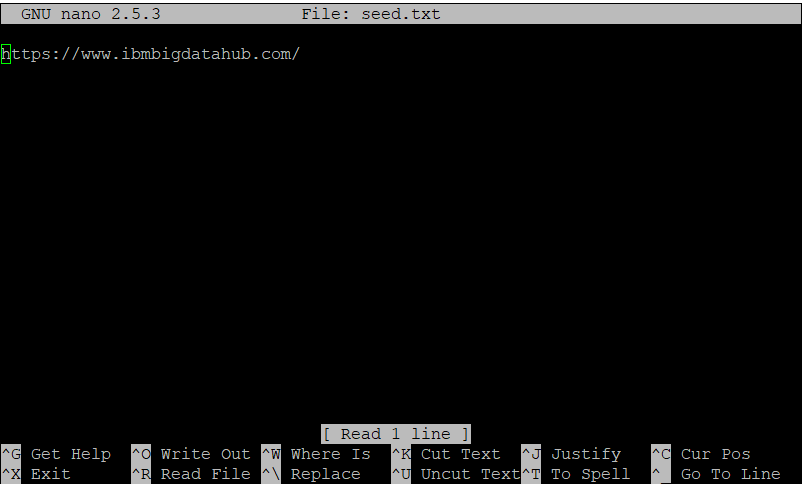 GNU nano 2.5.3 File: seed.txt
https://www.ibmbigdatahub.com/
[ Read 1 line ]
^G Get Help ^O Write Out ^W Where Is ^K Cut Text ^J Justify ^C Cur Pos
^X Exit ^R Read File ^\ Replace ^U Uncut Text ^T To Spell ^_ Go To Line